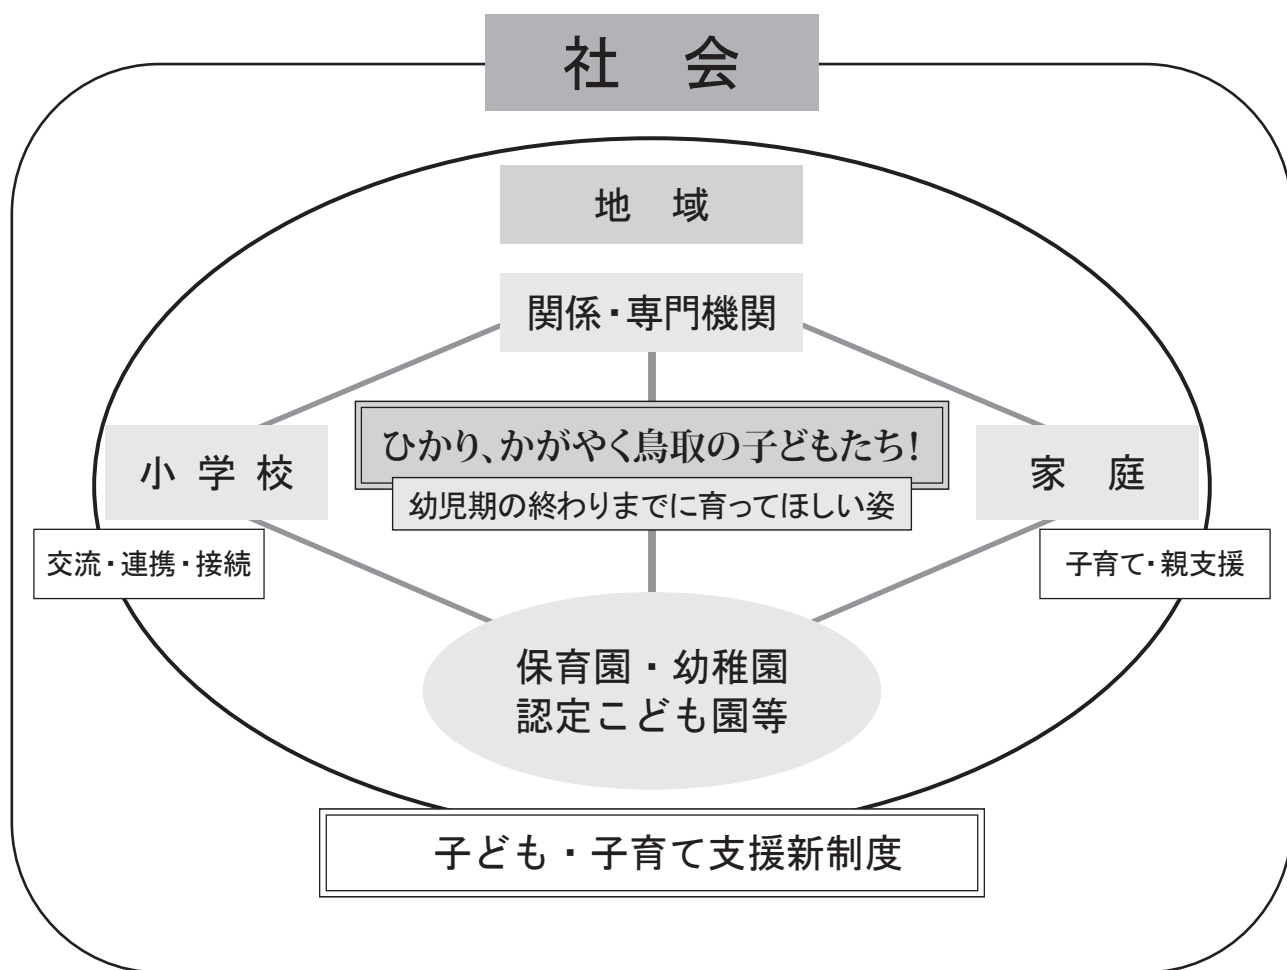 社　会
地　域
関係・専門機関
ひかり、かがやく鳥取の子どもたち!
小学校
家　庭
幼児期の終わりまでに育ってほしい姿
交流・連携・接続
子育て・親支援
保育園・幼稚園
認定こども園等
子ども・子育て支援新制度